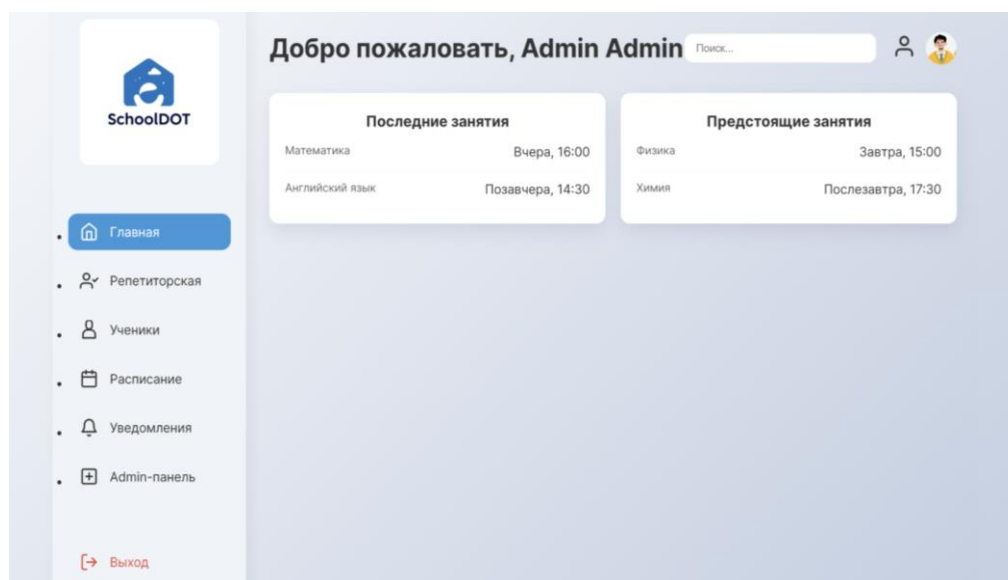 SchoolDOT
Главная
Репетиторская
Ученики
Расписание
Уведомления
Admin-панель
Выход
Добро пожаловать, Admin Admin
Поиск...
Последние занятия
Математика Вчера, 16:00
Английский язык Позавчера, 14:30
Предстоящие занятия
Физика Завтра, 15:00
Химия Послезавтра, 17:30